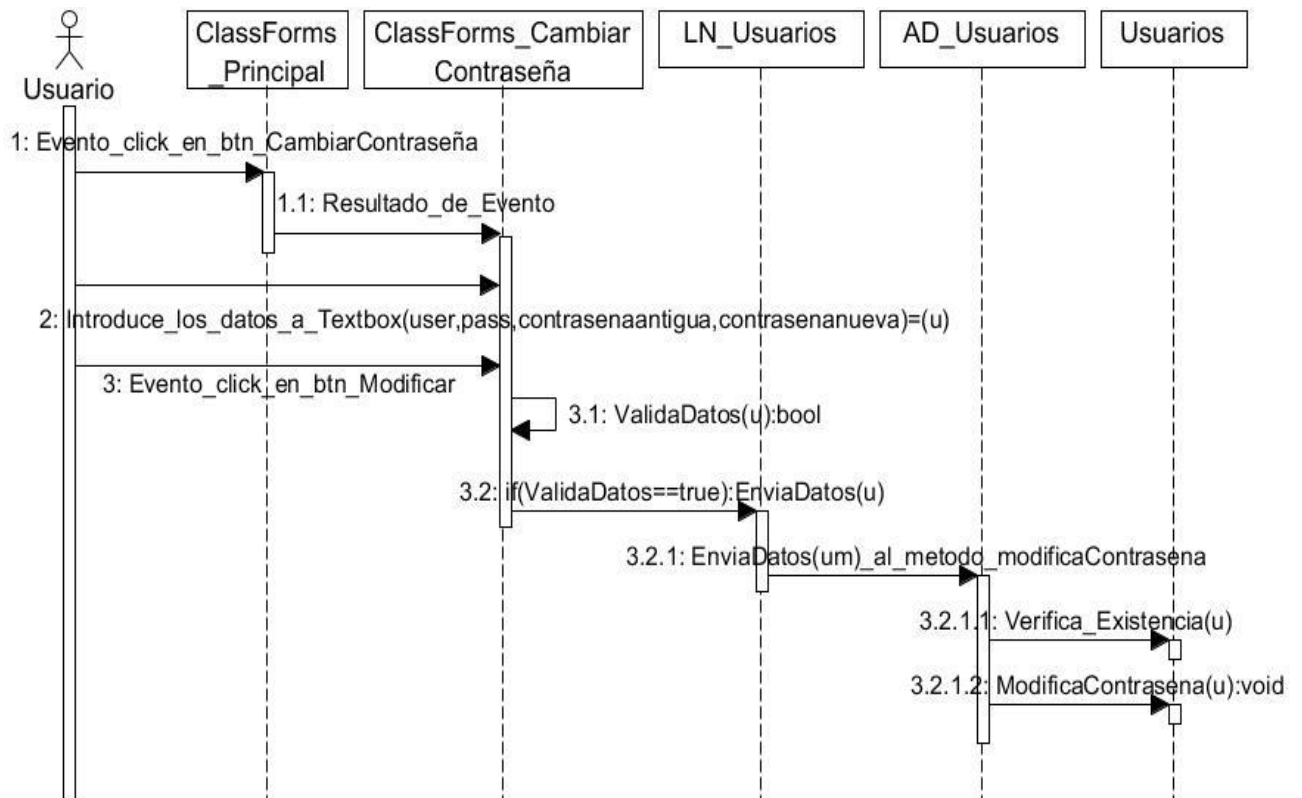 Usuario
ClassForms
_Principal
ClassForms_Cambiar
Contraseña
LN_Usuarios
AD_Usuarios
Usuarios
1: Evento_click_en_btn_CambiarContraseña
1.1: Resultado_de_Evento
2: Introduce_los_datos_a_Textbox(user,pass,contrasenaantigua,contrasenanueva)=(u)
3: Evento_click_en_btn_Modificar
3.1: ValidaDatos(u):bool
3.2: if(ValidaDatos==true):EnviaDatos(u)
3.2.1: EnviaDatos(um)_al_metodo_modificaContrasena
3.2.1.1: Verifica_Existencia(u)
3.2.1.2: ModificaContrasena(u):void